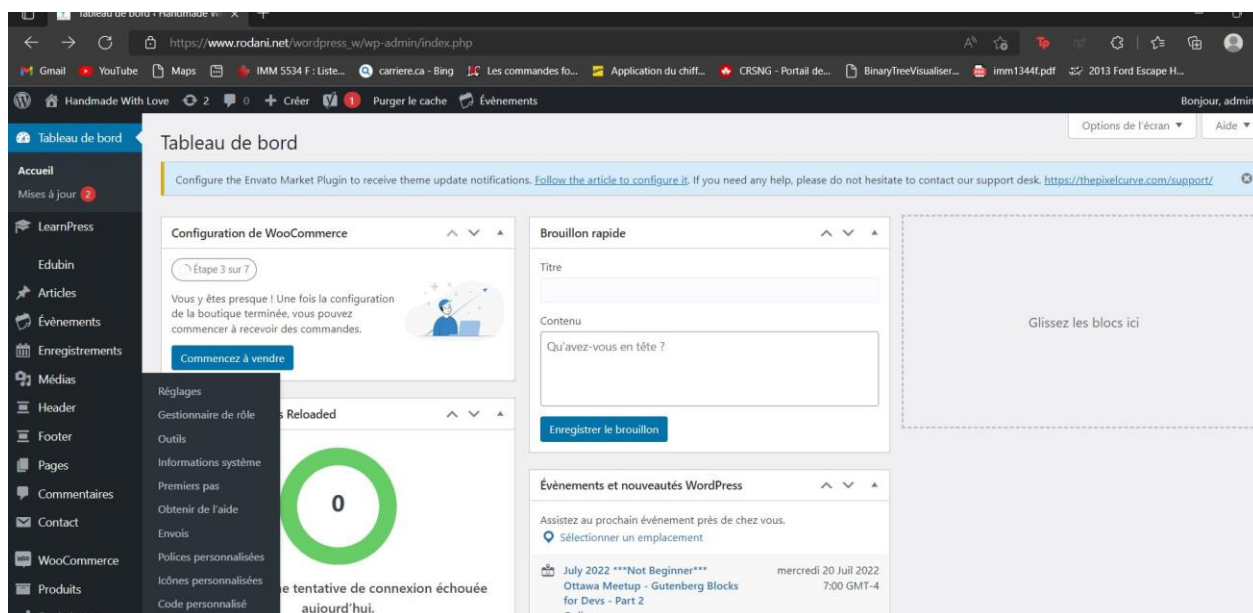 Tableau de bord ‹ Handmade Wi
https://www.rodani.net/wordpress_w/wp-admin/index.php
Gmail YouTube Maps IMM 5534 F : Liste... carriere.ca - Bing Les commandes fo... Application du chiff... CRSNG - Portail de... BinaryTreeVisualiser... imm1344f.pdf 2013 Ford Escape H...
Handmade With Love 2 0 + Créer 1 Purger le cache Évènements Bonjour, admin
Options de l'écran ▼ Aide ▼
Tableau de bord
Accueil
Mises à jour 2
LearnPress
Edubin
Articles
Évènements
Enregistrements
Médias
Header
Footer
Pages
Commentaires
Contact
WooCommerce
Produits
Réglages
Gestionnaire de rôle
Outils
Informations système
Premiers pas
Obtenir de l'aide
Envois
Polices personnalisées
Icônes personnalisées
Code personnalisé
Tableau de bord
Configure the Envato Market Plugin to receive theme update notifications. Follow the article to configure it. If you need any help, please do not hesitate to contact our support desk. https://thepixelcurve.com/support/
Configuration de WooCommerce
Étape 3 sur 7
Vous y êtes presque ! Une fois la configuration
de la boutique terminée, vous pouvez
commencer à recevoir des commandes.
Commencez à vendre
s Reloaded
0
e tentative de connexion échouée
aujourd'hui.
Brouillon rapide
Titre
Contenu
Qu'avez-vous en tête ?
Enregistrer le brouillon
Évènements et nouveautés WordPress
Assistez au prochain évènement près de chez vous.
Sélectionner un emplacement
July 2022 ***Not Beginner*** mercredi 20 Juil 2022
Ottawa Meetup - Gutenberg Blocks 7:00 GMT-4
for Devs - Part 2
Glissez les blocs ici